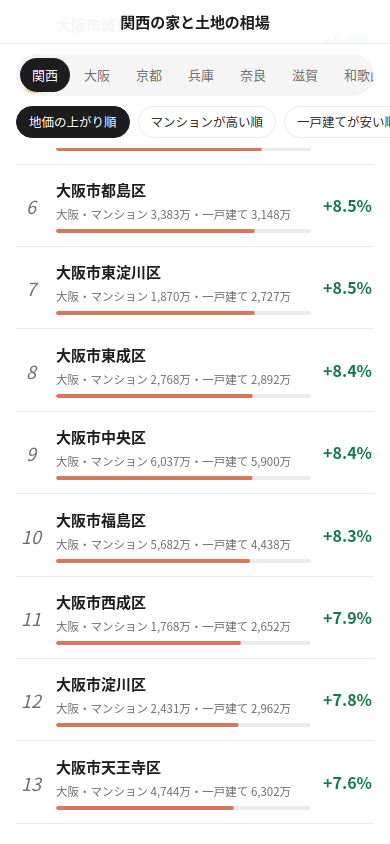 関西の家と土地の相場
関西 大阪 京都 兵庫 奈良 滋賀
地価の上がり順 マンションが高い順 一戸建てが安い
6 大阪市都島区 +8.5%
大阪・マンション 3,383万・一戸建て 3,148万
7 大阪市東淀川区 +8.5%
大阪・マンション 1,870万・一戸建て 2,727万
8 大阪市東成区 +8.4%
大阪・マンション 2,768万・一戸建て 2,892万
9 大阪市中央区 +8.4%
大阪・マンション 6,037万・一戸建て 5,900万
10 大阪市福島区 +8.3%
大阪・マンション 5,682万・一戸建て 4,438万
11 大阪市西成区 +7.9%
大阪・マンション 1,768万・一戸建て 2,652万
12 大阪市淀川区 +7.8%
大阪・マンション 2,431万・一戸建て 2,962万
13 大阪市天王寺区 +7.6%
大阪・マンション 4,744万・一戸建て 6,302万